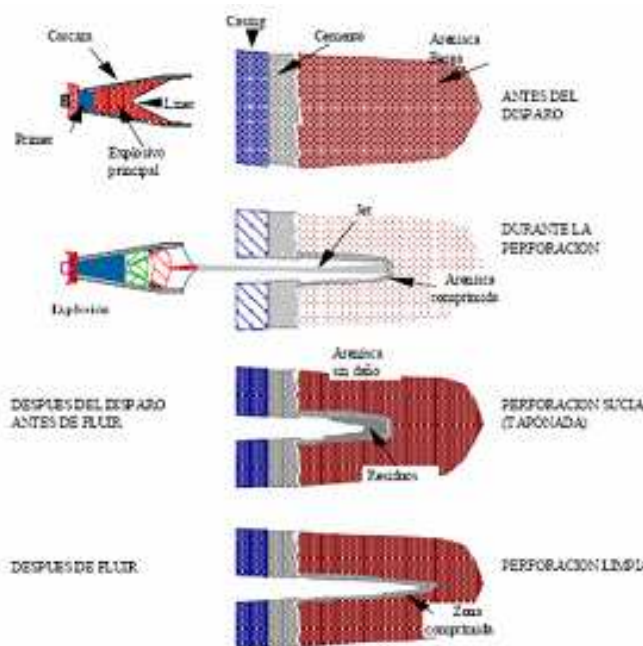 Casing
Carcaza
Cemento
Arenisca
Liner
Primer
Explosivo
principal
ANTES DEL
DISPARO
Jet
DURANTE LA
PERFORACION
Arenisca
comprimida
Explosión
Arenisca
sin daño
DESPUES DEL DISPARO
ANTES DE FLUIR
PERFORACION SUCIA
(TAPONADA)
Residuos
DESPUES DE FLUIR
PERFORACION LIMPIA
Zona
comprimida